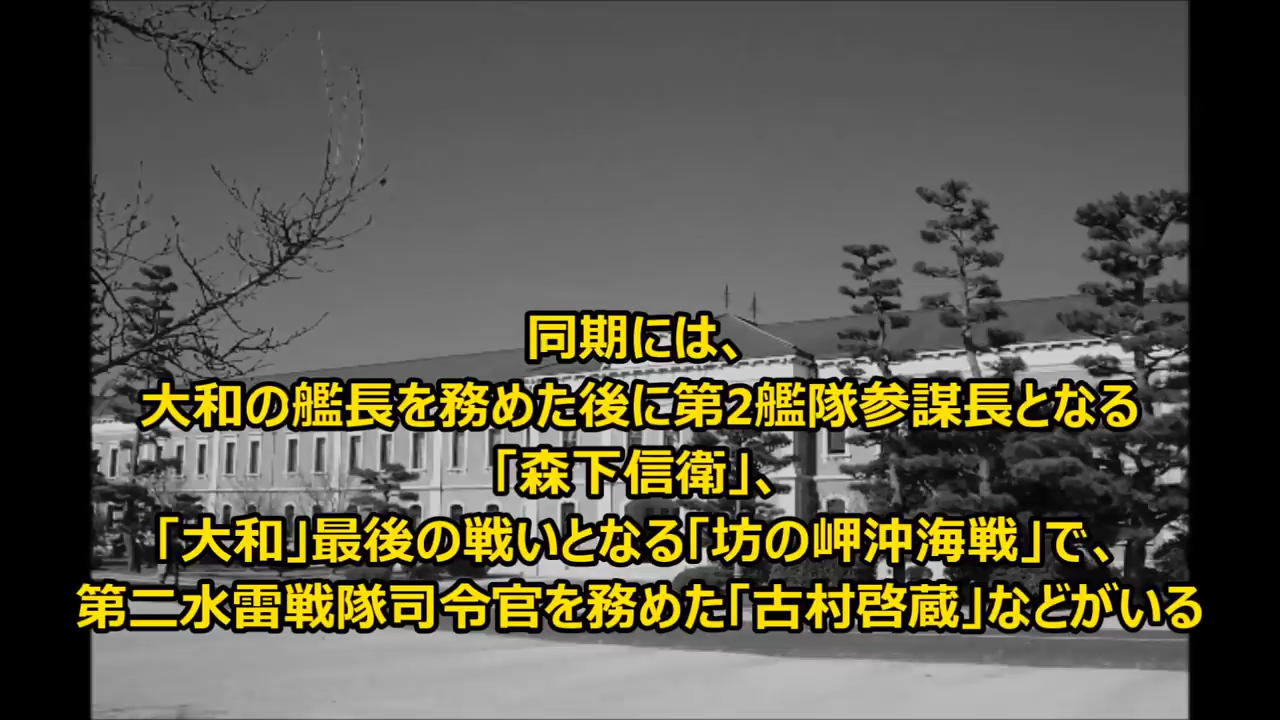 同期には、
大和の艦長を務めた後に第2艦隊参謀長となる
「森下信衛」、
「大和」最後の戦いとなる「坊の岬沖海戦」で、
第二水雷戦隊司令官を務めた「古村啓蔵」などがいる